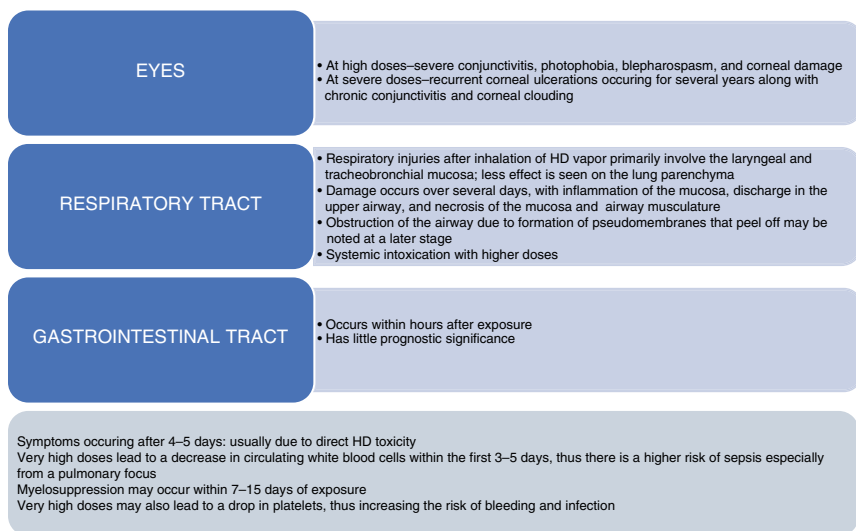 EYES
• At high doses–severe conjunctivitis, photophobia, blepharospasm, and corneal damage
• At severe doses–recurrent corneal ulcerations occuring for several years along with
chronic conjunctivitis and corneal clouding
RESPIRATORY TRACT
• Respiratory injuries after inhalation of HD vapor primarily involve the laryngeal and
tracheobronchial mucosa; less effect is seen on the lung parenchyma
• Damage occurs over several days, with inflammation of the mucosa, discharge in the
upper airway, and necrosis of the mucosa and airway musculature
• Obstruction of the airway due to formation of pseudomembranes that peel off may be
noted at a later stage
• Systemic intoxication with higher doses
GASTROINTESTINAL TRACT
• Occurs within hours after exposure
• Has little prognostic significance
Symptoms occuring after 4–5 days: usually due to direct HD toxicity
Very high doses lead to a decrease in circulating white blood cells within the first 3–5 days, thus there is a higher risk of sepsis especially
from a pulmonary focus
Myelosuppression may occur within 7–15 days of exposure
Very high doses may also lead to a drop in platelets, thus increasing the risk of bleeding and infection